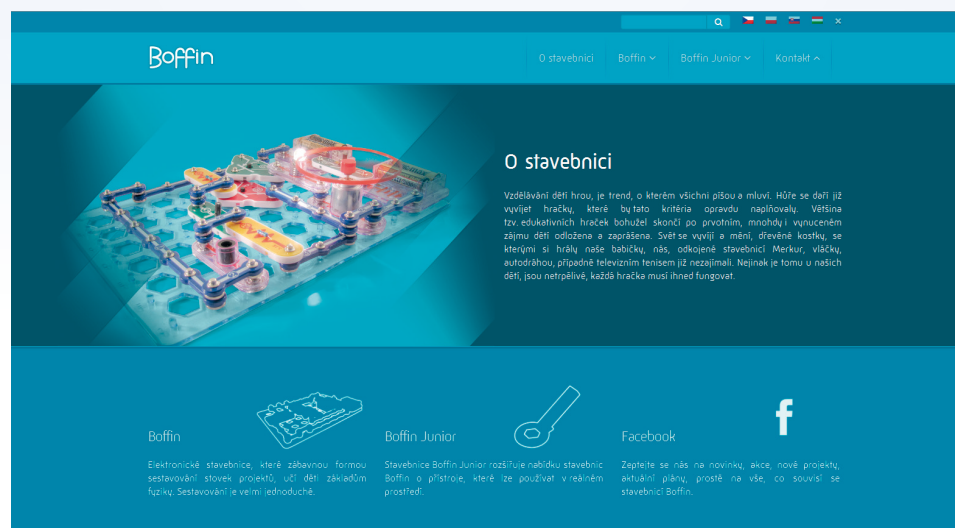 Boffin
O stavebnici Boffin Boffin Junior Kontakt
O stavebnici
Vzdělávání dětí hrou, je trend, o kterém všichni píšou a mluví. Hůře se daří již
vyvíjet hračky, které by tato kritéria opravdu naplňovaly. Většina
tzv. edukativních hraček bohužel skončí po prvotním, mnohdy i vynuceném
zájmu dětí odložena a zaprášena. Svět se vyvíjí a mění, dřevěné kostky, se
kterými si hrály naše babičky, nás, odkojené stavebnicí Merkur, vláčky,
autodráhou, případně televizním tenisem již nezajímali. Nejinak je tomu u našich
dětí, jsou netrpělivé, každá hračka musí ihned fungovat.
Boffin
Elektronické stavebnice, které zábavnou formou
sestavování stovek projektů, učí děti základům
fyziky. Sestavování je velmi jednoduché.
Boffin Junior
Stavebnice Boffin Junior rozšiřuje nabídku stavebnic
Boffin o přístroje, které lze používat v reálném
prostředí.
Facebook
Zeptejte se nás na novinky, akce, nové projekty,
aktuální plány, prostě na vše, co souvisí se
stavebnicí Boffin.